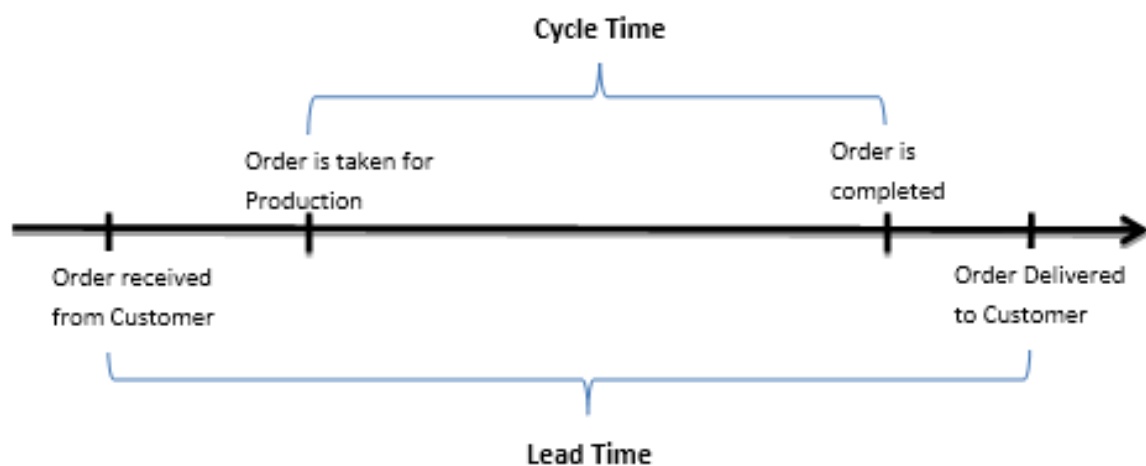 Cycle Time
Order is taken for
Production
Order is
completed
Order received
from Customer
Order Delivered
to Customer
Lead Time